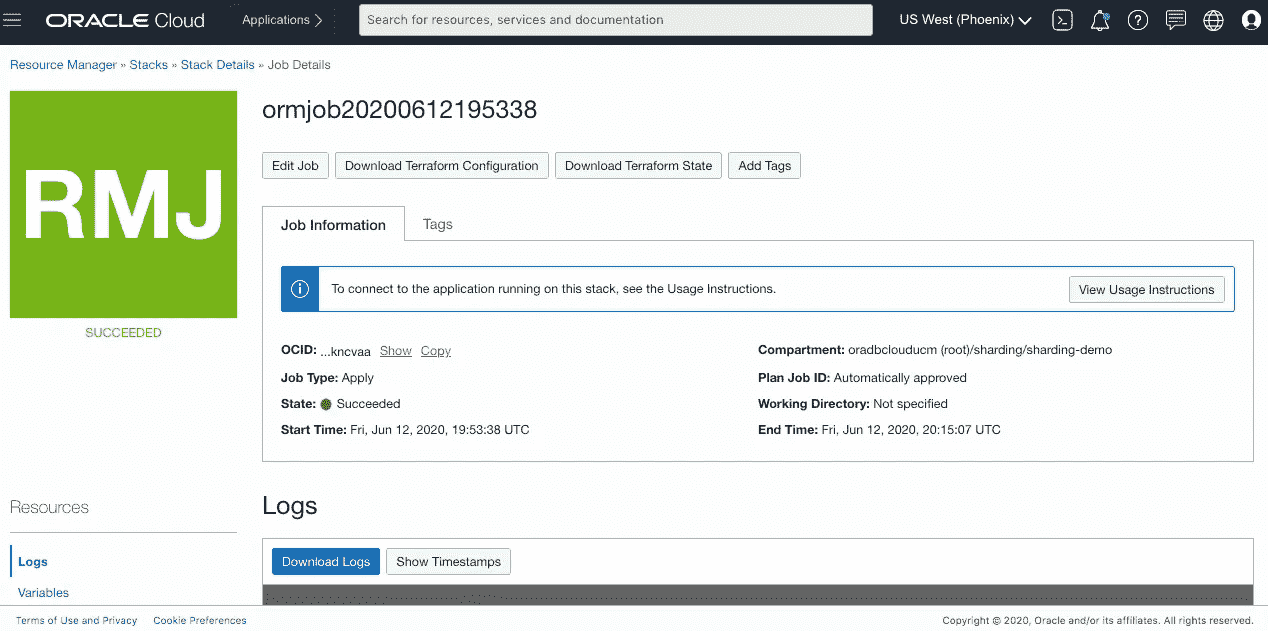 ORACLE Cloud
Applications
Search for resources, services and documentation
US West (Phoenix)
Resource Manager » Stacks » Stack Details » Job Details
RMJ
SUCCEEDED
ormjob20200612195338
Edit Job
Download Terraform Configuration
Download Terraform State
Add Tags
Job Information
Tags
To connect to the application running on this stack, see the Usage Instructions.
View Usage Instructions
OCID: ...kncvaa Show Copy
Job Type: Apply
State: Succeeded
Start Time: Fri, Jun 12, 2020, 19:53:38 UTC
Compartment: oradbclouducm (root)/sharding/sharding-demo
Plan Job ID: Automatically approved
Working Directory: Not specified
End Time: Fri, Jun 12, 2020, 20:15:07 UTC
Resources
Logs
Variables
Logs
Download Logs
Show Timestamps
Terms of Use and Privacy
Cookie Preferences
Copyright © 2020, Oracle and/or its affiliates. All rights reserved.